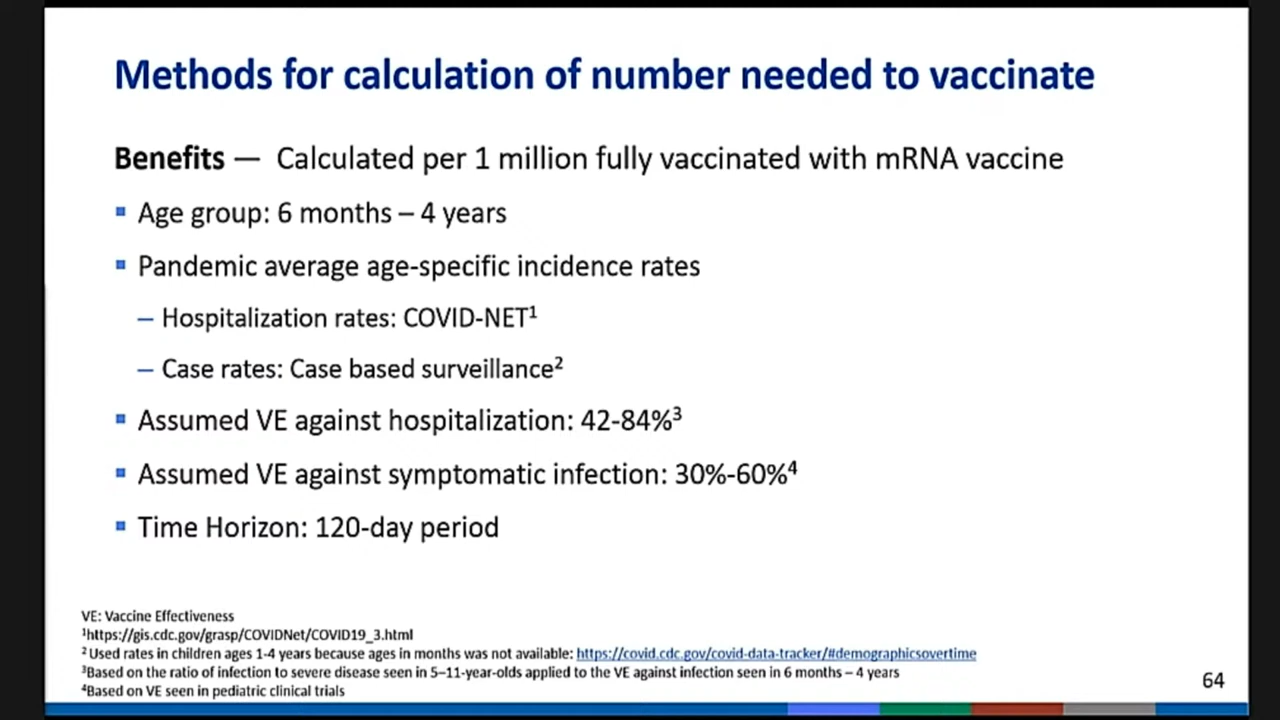 Methods for calculation of number needed to vaccinate
Benefits — Calculated per 1 million fully vaccinated with mRNA vaccine
▪ Age group: 6 months – 4 years
▪ Pandemic average age-specific incidence rates
– Hospitalization rates: COVID-NET¹
– Case rates: Case based surveillance²
▪ Assumed VE against hospitalization: 42-84%³
▪ Assumed VE against symptomatic infection: 30%-60%⁴
▪ Time Horizon: 120-day period
VE: Vaccine Effectiveness
¹https://gis.cdc.gov/grasp/COVIDNet/COVID19_3.html
² Used rates in children ages 1-4 years because ages in months was not available: https://covid.cdc.gov/covid-data-tracker/#demographicsovertime
³Based on the ratio of infection to severe disease seen in 5–11-year-olds applied to the VE against infection seen in 6 months – 4 years
⁴Based on VE seen in pediatric clinical trials
64